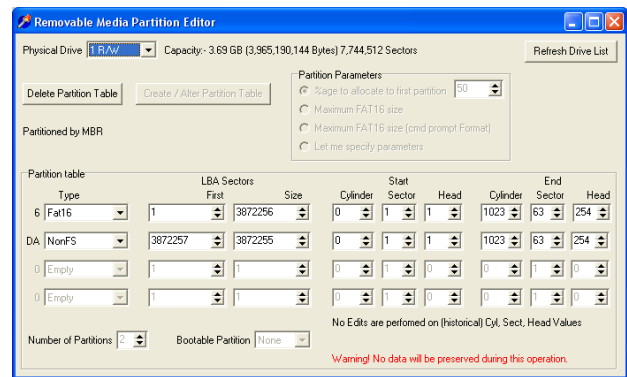 Removable Media Partition Editor
Physical Drive 1 R/W Capacity:- 3.69 GB (3,965,190,144 Bytes) 7,744,512 Sectors Refresh Drive List
Partition Parameters
Delete Partition Table Create / Alter Partition Table %age to allocate to first partition 50
Maximum FAT16 size
Partitioned by MBR Maximum FAT16 size (cmd prompt Format)
Let me specify parameters
Partition table
LBA Sectors Start End
Type First Size Cylinder Sector Head Cylinder Sector Head
6 Fat16 1 3872256 0 1 1 1023 63 254
DA NonFS 3872257 3872255 0 1 1 1023 63 254
0 Empty 1 1 0 1 0 0 1 0
0 Empty 1 1 0 1 0 0 1 0
No Edits are perfomed on (historical) Cyl, Sect, Head Values
Number of Partitions 2 Bootable Partition None
Warning! No data will be preserved during this operation.